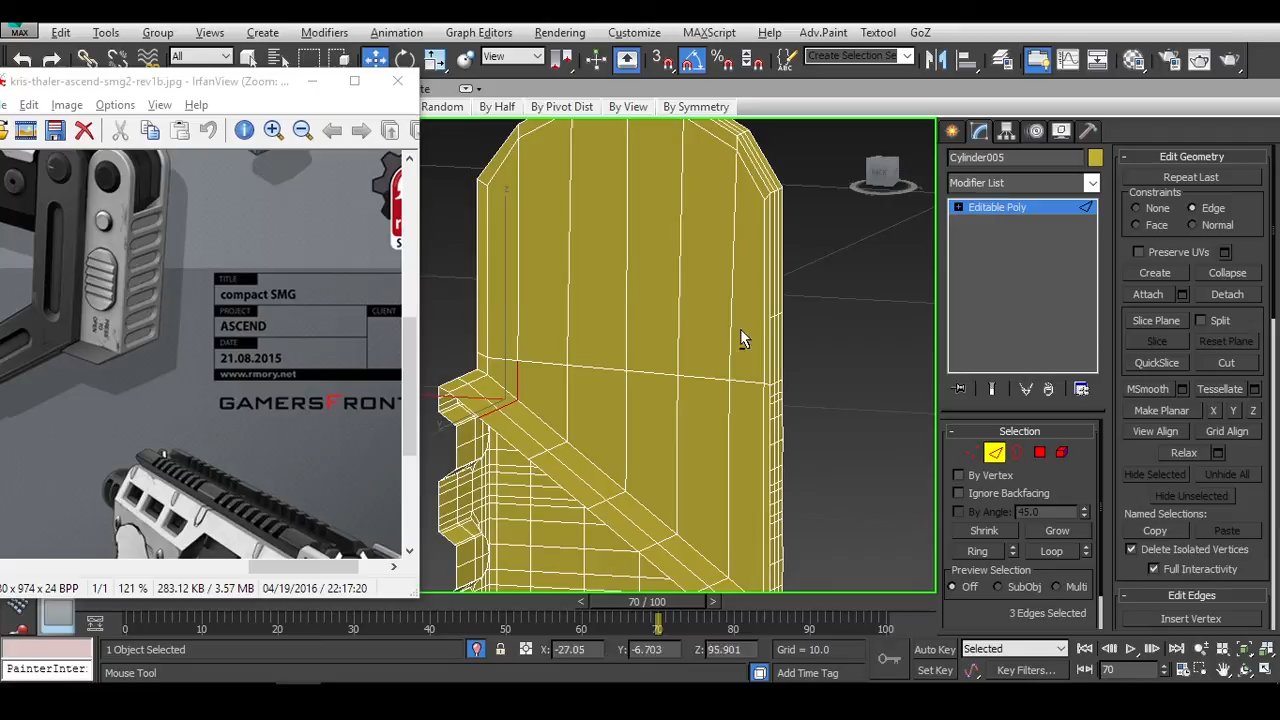 MAX
Edit Tools Group Views Create Modifiers Animation Graph Editors Rendering Customize MAXScript Help Adv.Paint Textool GoZ
All
View
3
Create Selection Se
kris-thaler-ascend-smg2-rev1b.jpg - IrfanView (Zoom: ...
Random By Half By Pivot Dist By View By Symmetry
Edit Image Options View Help
TITLE
compact SMG
PROJECT CLIENT
ASCEND
DATE
21.08.2015
www.rmory.net
GAMERSFRONT
PRESS TO OPEN
30 x 974 x 24 BPP 1/1 121 % 283.12 KB / 3.57 MB 04/19/2016 / 22:17:20
z
Cylinder005
Modifier List
Editable Poly
Edit Geometry
Repeat Last
Constraints
None Edge
Face Normal
Preserve UVs
Create Collapse
Attach Detach
Slice Plane Split
Slice Reset Plane
QuickSlice Cut
MSmooth Tessellate
Make Planar X Y Z
View Align Grid Align
Relax
Hide Selected Unhide All
Hide Unselected
Named Selections:
Copy Paste
Delete Isolated Vertices
Full Interactivity
Edit Edges
Insert Vertex
Selection
By Vertex
Ignore Backfacing
By Angle: 45.0
Shrink Grow
Ring Loop
Preview Selection
Off SubObj Multi
3 Edges Selected
70 / 100
0 10 20 30 40 50 60 70 80 90 100
1 Object Selected X: -27.05 Y: -6.703 Z: 95.901 Grid = 10.0 Auto Key Selected
PainterInter Mouse Tool Add Time Tag Set Key Key Filters... 70